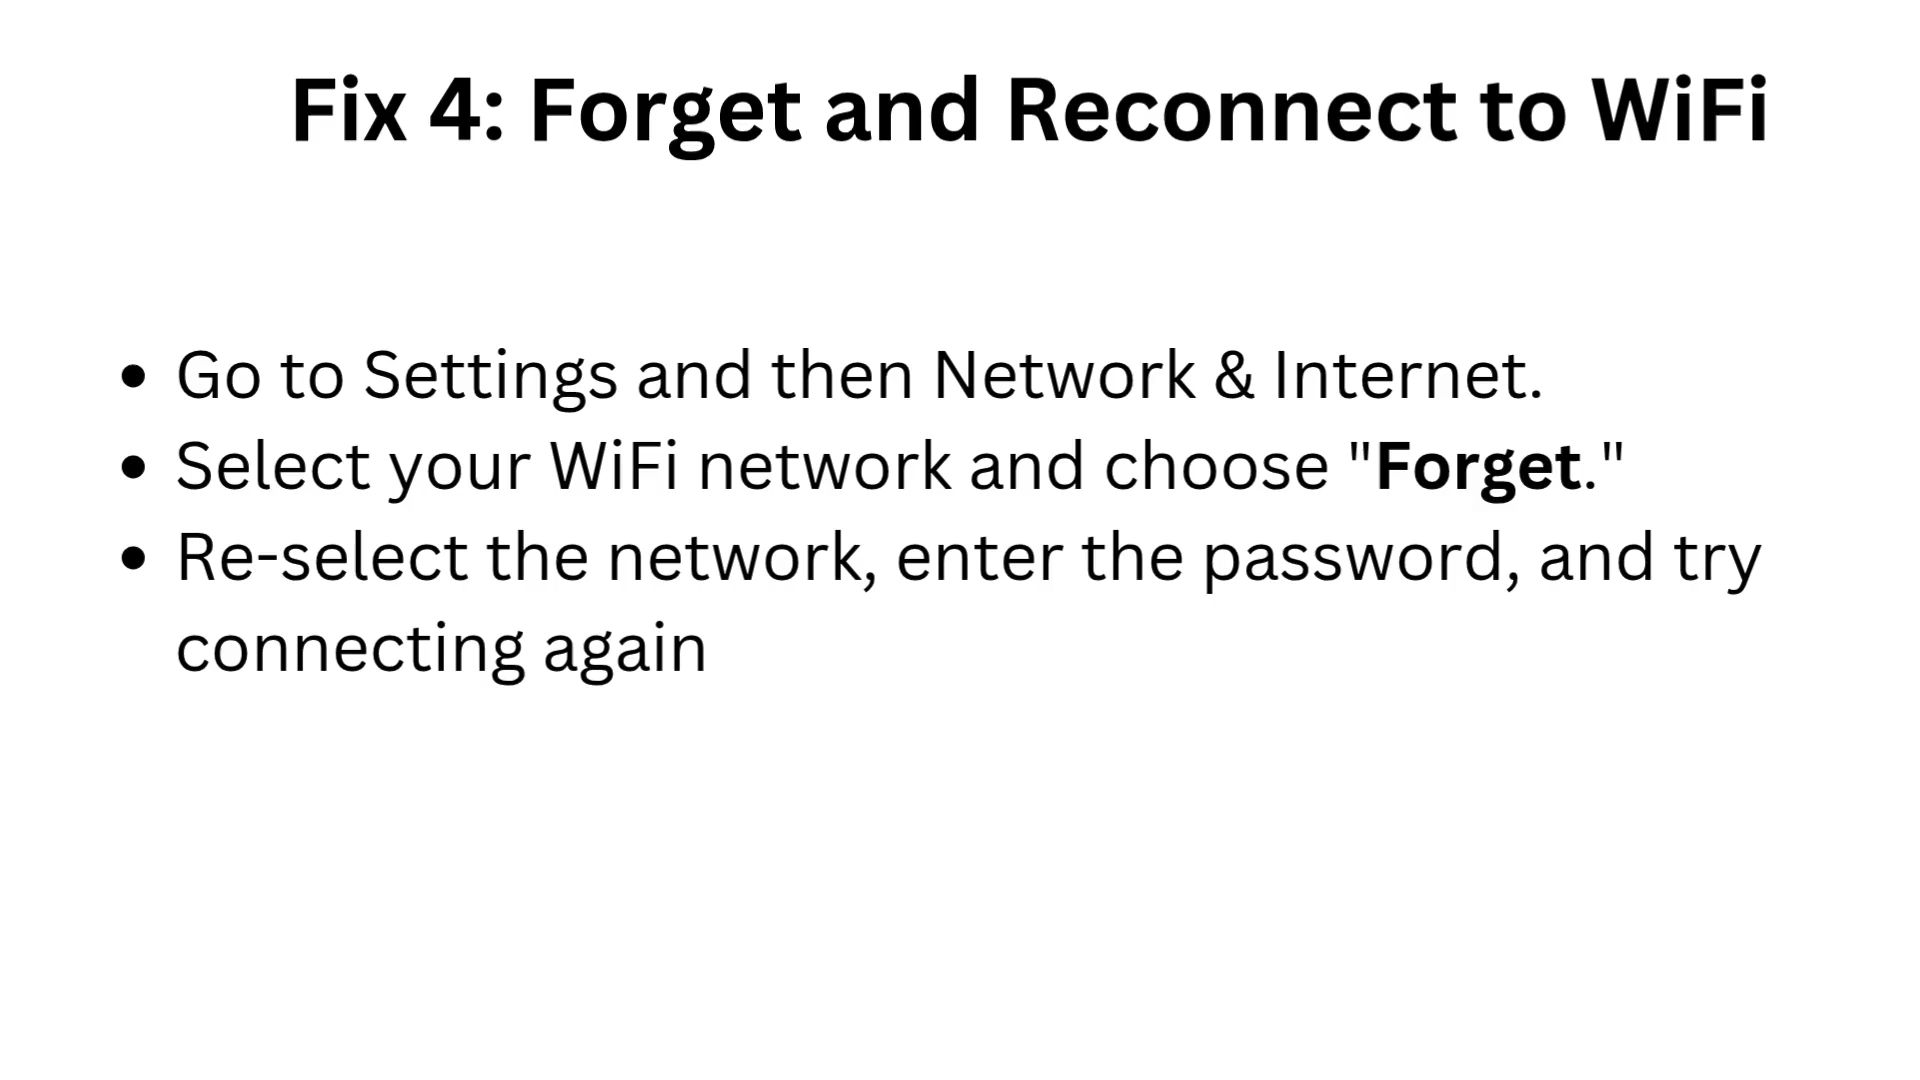 Fix 4: Forget and Reconnect to WiFi
• Go to Settings and then Network & Internet.
• Select your WiFi network and choose "Forget."
• Re-select the network, enter the password, and try
connecting again